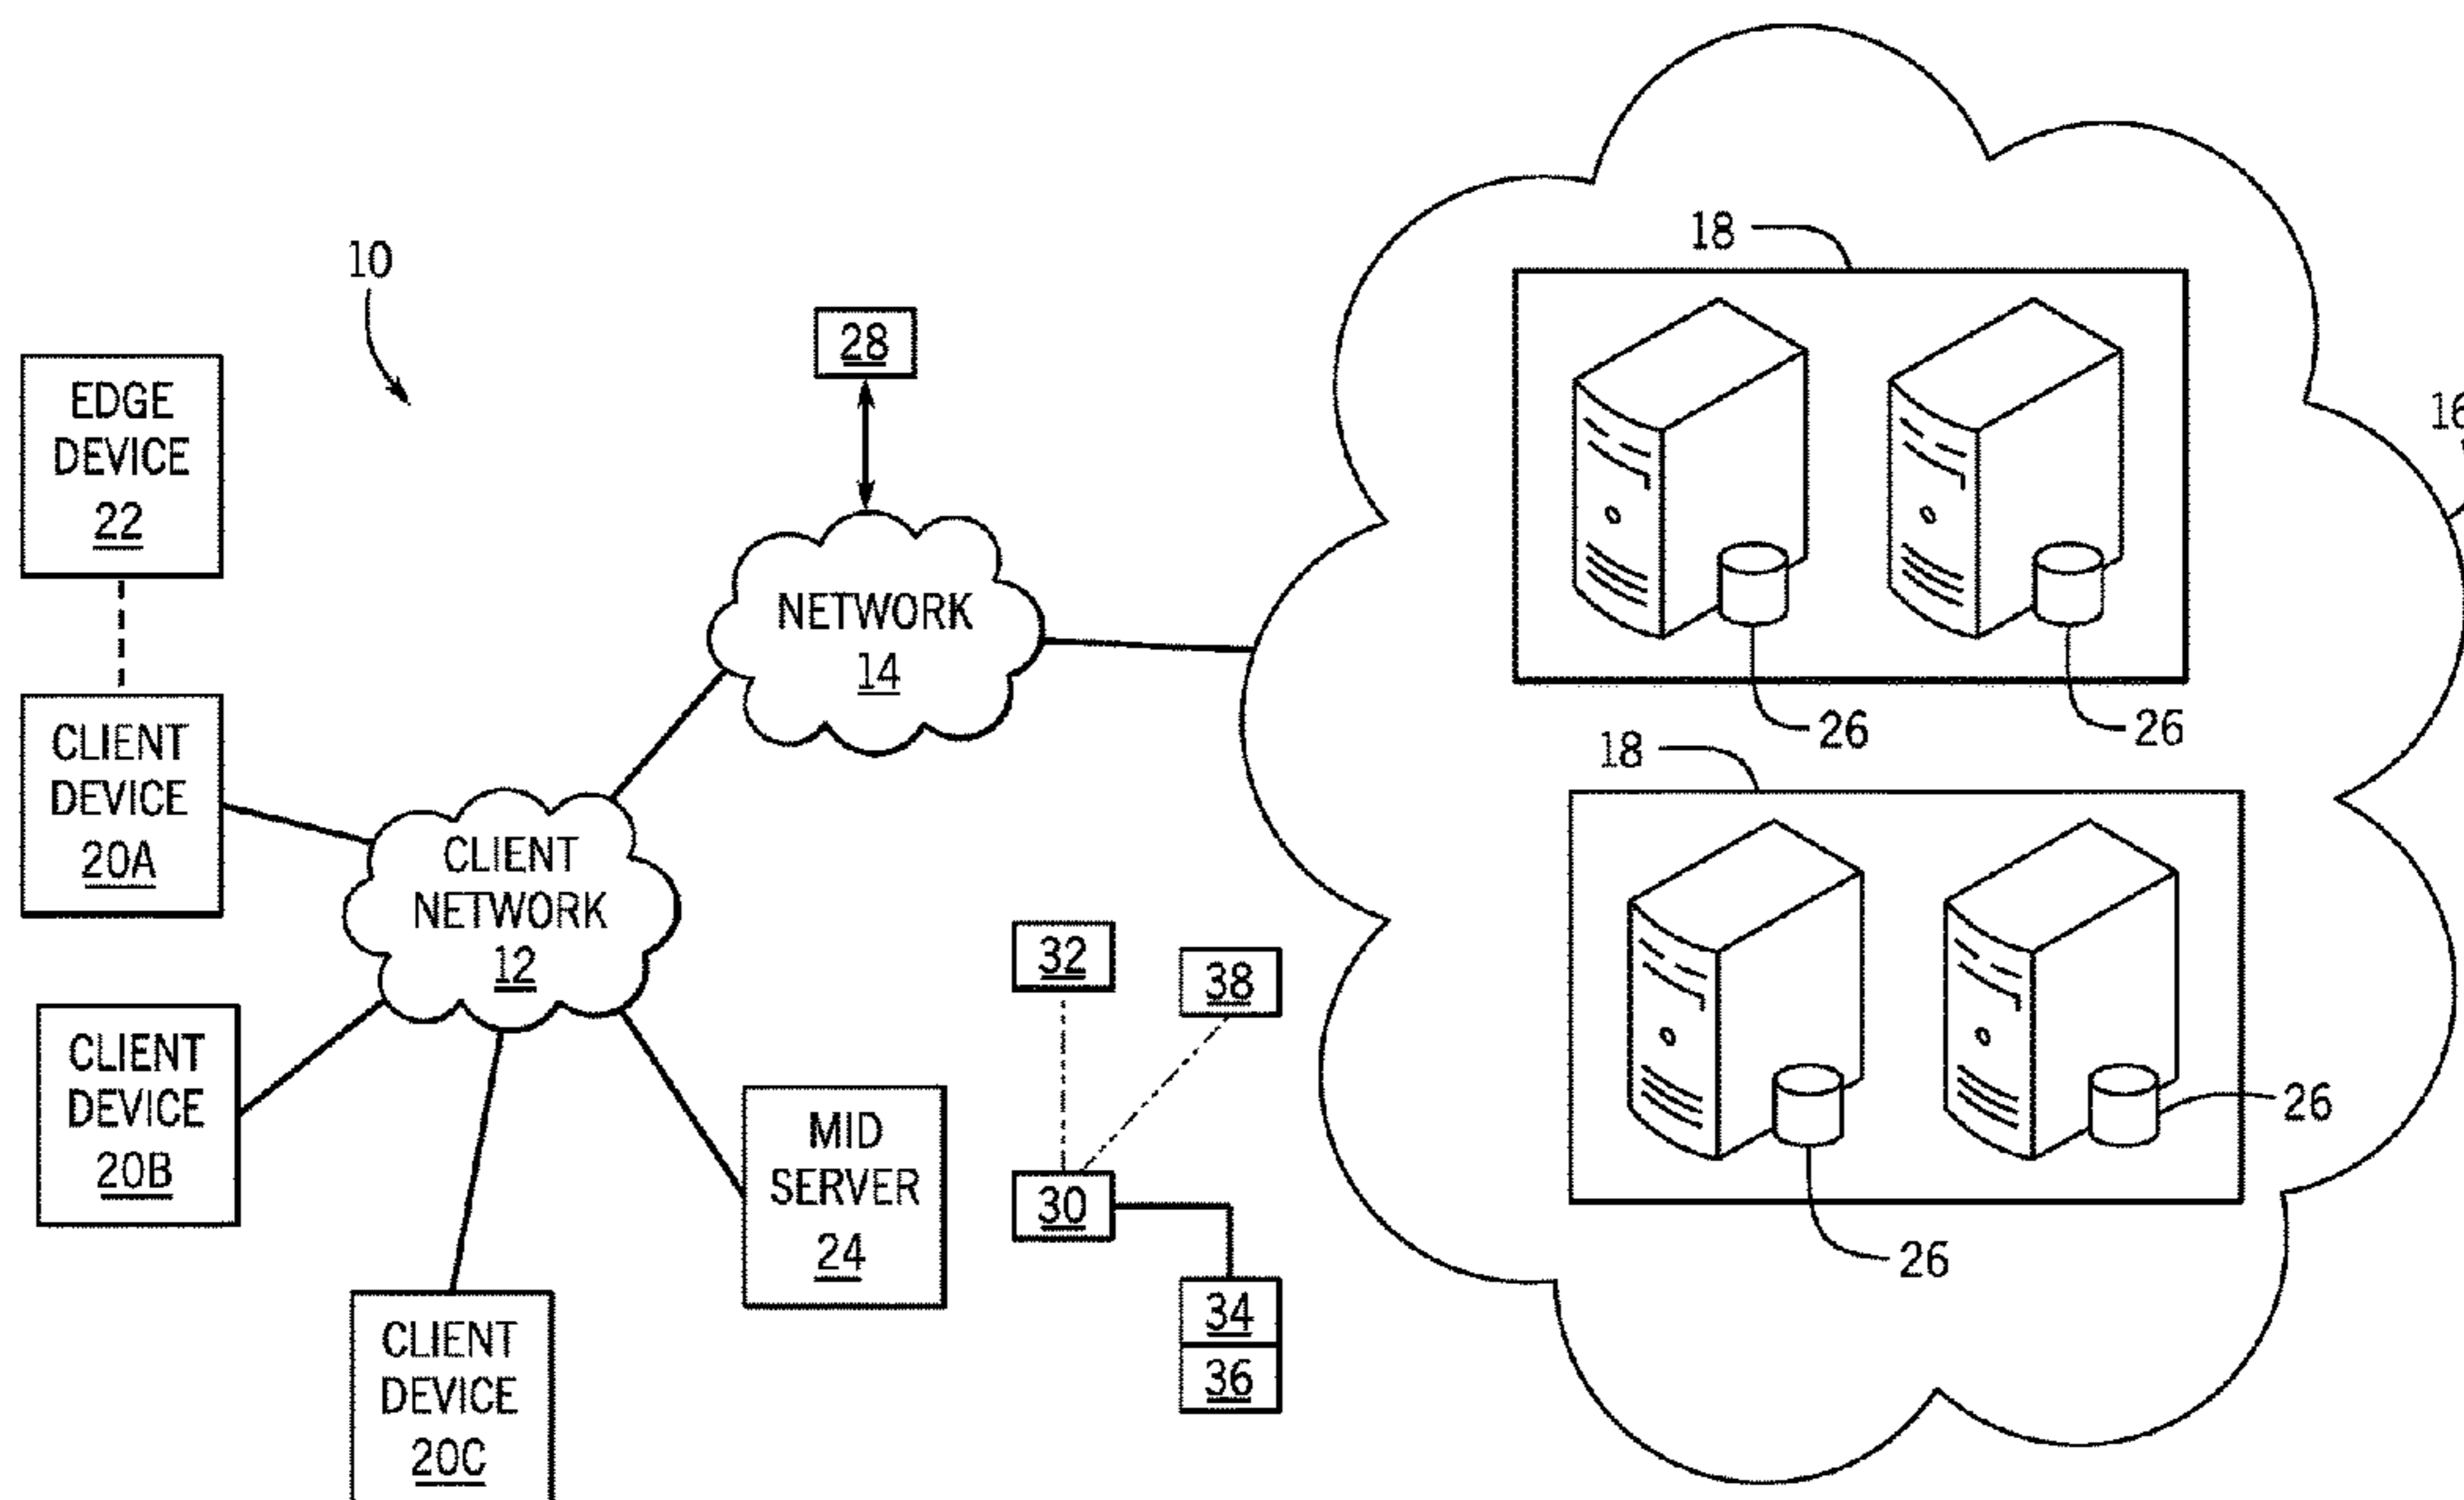 10
EDGE
DEVICE
22
28
NETWORK
14
CLIENT
DEVICE
20A
CLIENT
NETWORK
12
CLIENT
DEVICE
20B
CLIENT
DEVICE
20C
MID
SERVER
24
32
38
30
34
36
18
26
26
18
26
26
16